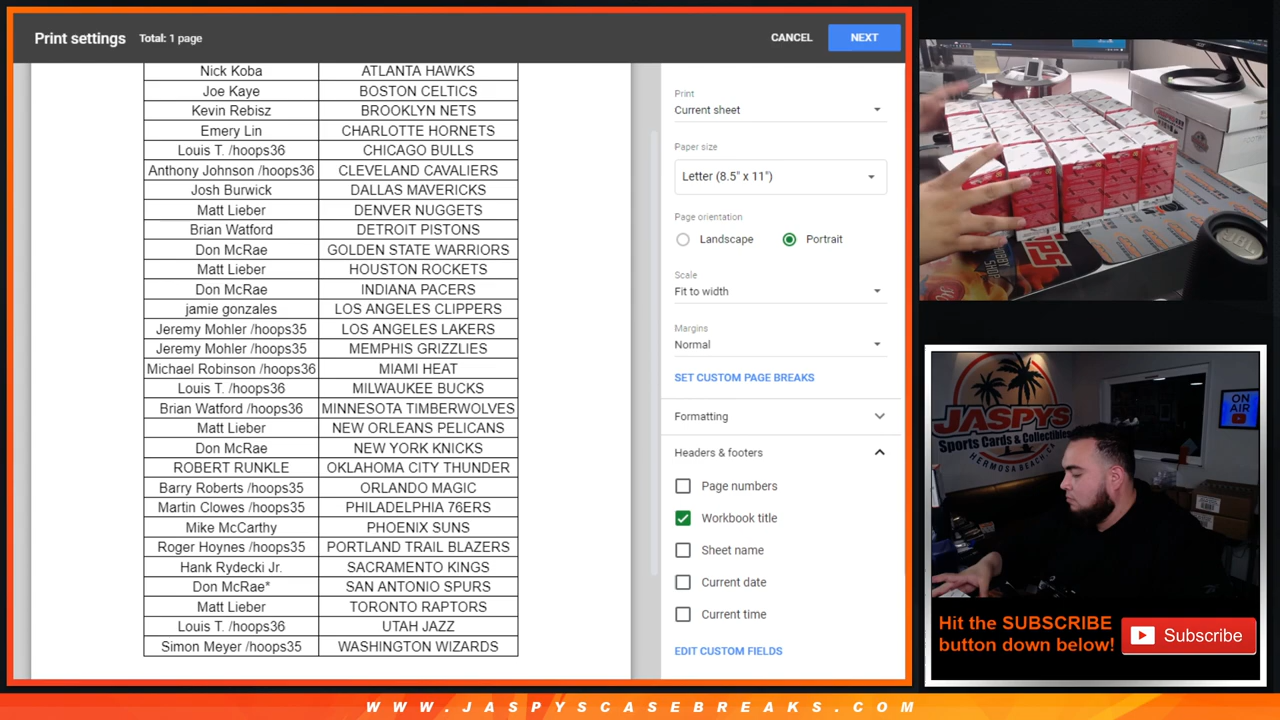 Print settings Total: 1 page CANCEL NEXT
Nick Koba ATLANTA HAWKS
Joe Kaye BOSTON CELTICS
Kevin Rebisz BROOKLYN NETS
Emery Lin CHARLOTTE HORNETS
Louis T. /hoops36 CHICAGO BULLS
Anthony Johnson /hoops36 CLEVELAND CAVALIERS
Josh Burwick DALLAS MAVERICKS
Matt Lieber DENVER NUGGETS
Brian Watford DETROIT PISTONS
Don McRae GOLDEN STATE WARRIORS
Matt Lieber HOUSTON ROCKETS
Don McRae INDIANA PACERS
jamie gonzales LOS ANGELES CLIPPERS
Jeremy Mohler /hoops35 LOS ANGELES LAKERS
Jeremy Mohler /hoops35 MEMPHIS GRIZZLIES
Michael Robinson /hoops36 MIAMI HEAT
Louis T. /hoops36 MILWAUKEE BUCKS
Brian Watford /hoops36 MINNESOTA TIMBERWOLVES
Matt Lieber NEW ORLEANS PELICANS
Don McRae NEW YORK KNICKS
ROBERT RUNKLE OKLAHOMA CITY THUNDER
Barry Roberts /hoops35 ORLANDO MAGIC
Martin Clowes /hoops35 PHILADELPHIA 76ERS
Mike McCarthy PHOENIX SUNS
Roger Hoynes /hoops35 PORTLAND TRAIL BLAZERS
Hank Rydecki Jr. SACRAMENTO KINGS
Don McRae* SAN ANTONIO SPURS
Matt Lieber TORONTO RAPTORS
Louis T. /hoops36 UTAH JAZZ
Simon Meyer /hoops35 WASHINGTON WIZARDS
Print
Current sheet
Paper size
Letter (8.5" x 11")
Page orientation
Landscape Portrait
Scale
Fit to width
Margins
Normal
SET CUSTOM PAGE BREAKS
Formatting
Headers & footers
Page numbers
Workbook title
Sheet name
Current date
Current time
EDIT CUSTOM FIELDS
JBL
JASPYS
Sports Cards & Collectibles
HERMOSA BEACH, CA
ON
AIR
Hit the SUBSCRIBE
button down below!
Subscribe
WWW.JASPYSCASEBREAKS.COM